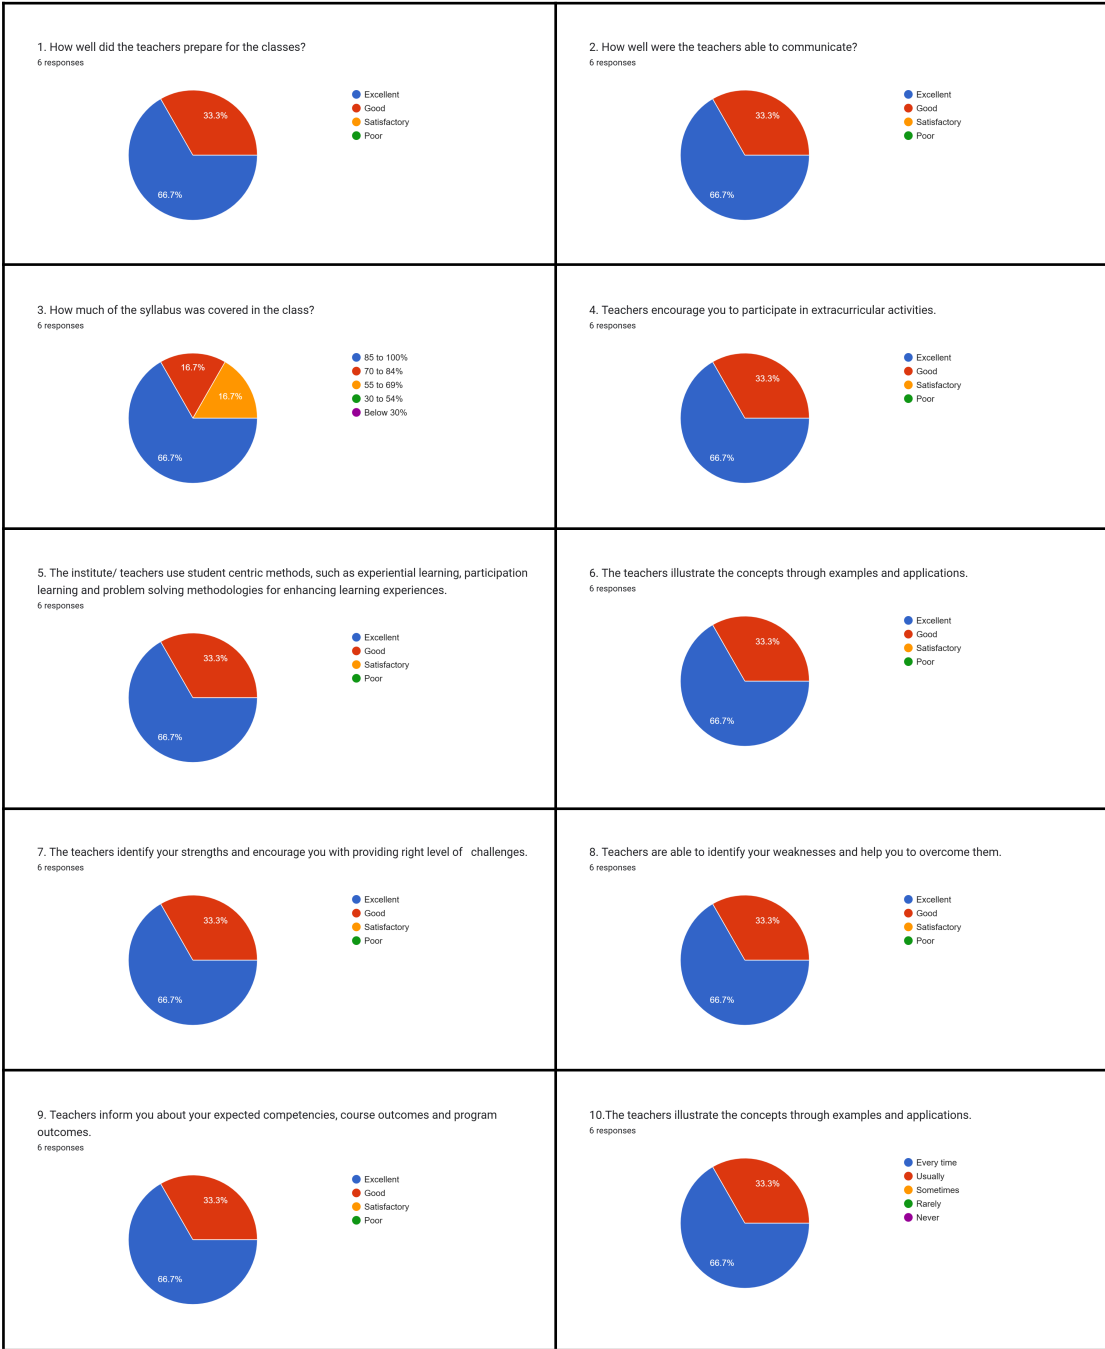 1. How well did the teachers prepare for the classes?
6 responses
33.3%
66.7%
Excellent
Good
Satisfactory
Poor
2. How well were the teachers able to communicate?
6 responses
33.3%
66.7%
Excellent
Good
Satisfactory
Poor
3. How much of the syllabus was covered in the class?
6 responses
16.7%
16.7%
66.7%
85 to 100%
70 to 84%
55 to 69%
30 to 54%
Below 30%
4. Teachers encourage you to participate in extracurricular activities.
6 responses
33.3%
66.7%
Excellent
Good
Satisfactory
Poor
5. The institute/ teachers use student centric methods, such as experiential learning, participation
learning and problem solving methodologies for enhancing learning experiences.
6 responses
33.3%
66.7%
Excellent
Good
Satisfactory
Poor
6. The teachers illustrate the concepts through examples and applications.
6 responses
33.3%
66.7%
Excellent
Good
Satisfactory
Poor
7. The teachers identify your strengths and encourage you with providing right level of  challenges.
6 responses
33.3%
66.7%
Excellent
Good
Satisfactory
Poor
8. Teachers are able to identify your weaknesses and help you to overcome them.
6 responses
33.3%
66.7%
Excellent
Good
Satisfactory
Poor
9. Teachers inform you about your expected competencies, course outcomes and program
outcomes.
6 responses
33.3%
66.7%
Excellent
Good
Satisfactory
Poor
10.The teachers illustrate the concepts through examples and applications.
6 responses
33.3%
66.7%
Every time
Usually
Sometimes
Rarely
Never